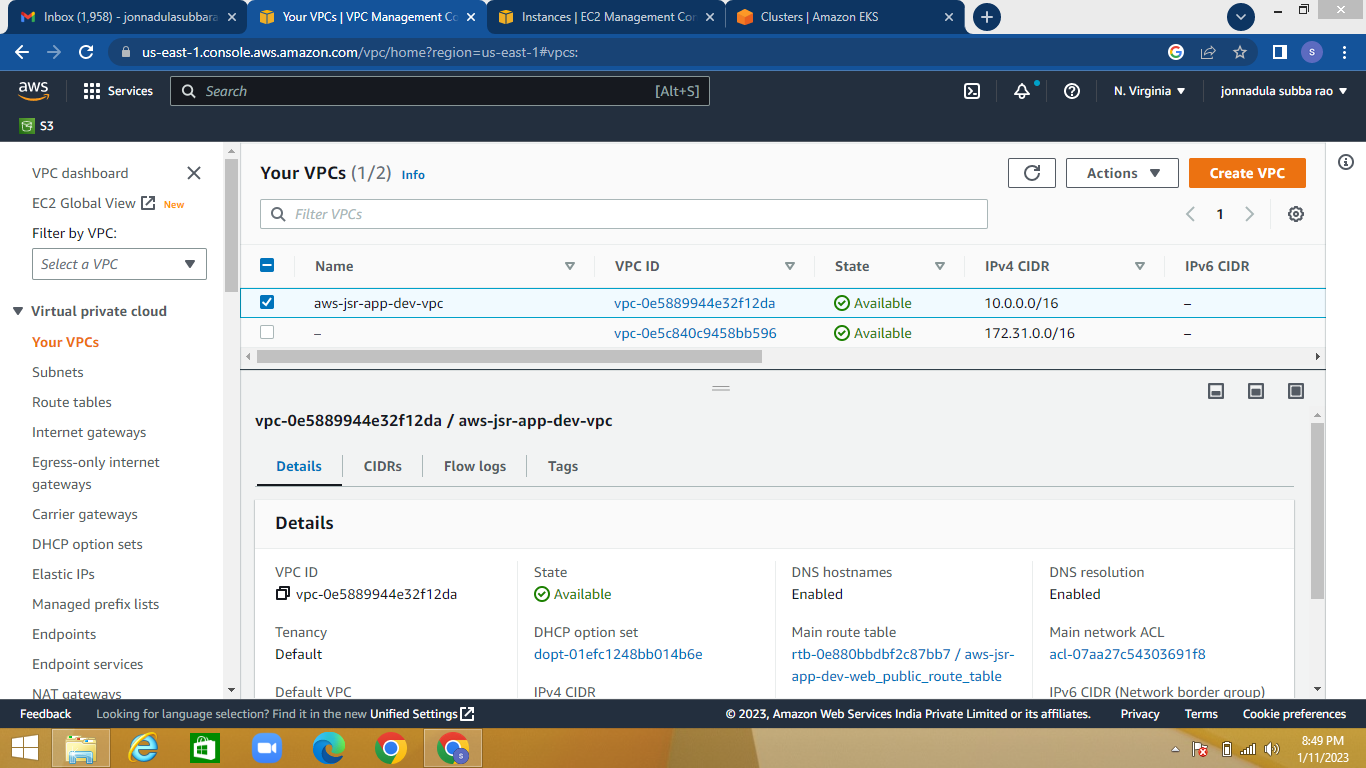 Inbox (1,958) - jonnadulasubbara
Your VPCs | VPC Management Co
Instances | EC2 Management Con
Clusters | Amazon EKS
us-east-1.console.aws.amazon.com/vpc/home?region=us-east-1#vpcs:
S
aws
Services
Search
[Alt+S]
N. Virginia
jonnadula subba rao
S3
VPC dashboard
EC2 Global View New
Filter by VPC:
Select a VPC
Virtual private cloud
Your VPCs
Subnets
Route tables
Internet gateways
Egress-only internet
gateways
Carrier gateways
DHCP option sets
Elastic IPs
Managed prefix lists
Endpoints
Endpoint services
NAT gateways
Your VPCs (1/2) Info
Actions
Create VPC
Filter VPCs
1
Name VPC ID State IPv4 CIDR IPv6 CIDR
aws-jsr-app-dev-vpc vpc-0e5889944e32f12da Available 10.0.0.0/16 –
– vpc-0e5c840c9458bb596 Available 172.31.0.0/16 –
vpc-0e5889944e32f12da / aws-jsr-app-dev-vpc
Details CIDRs Flow logs Tags
Details
VPC ID State DNS hostnames DNS resolution
vpc-0e5889944e32f12da Available Enabled Enabled
Tenancy DHCP option set Main route table Main network ACL
Default dopt-01efc1248bb014b6e rtb-0e880bbdbf2c87bb7 / aws-jsr- acl-07aa27c54303691f8
app-dev-web_public_route_table
Default VPC IPv4 CIDR IPv6 CIDR (Network border group)
Feedback Looking for language selection? Find it in the new Unified Settings © 2023, Amazon Web Services India Private Limited or its affiliates. Privacy Terms Cookie preferences
8:49 PM
1/11/2023